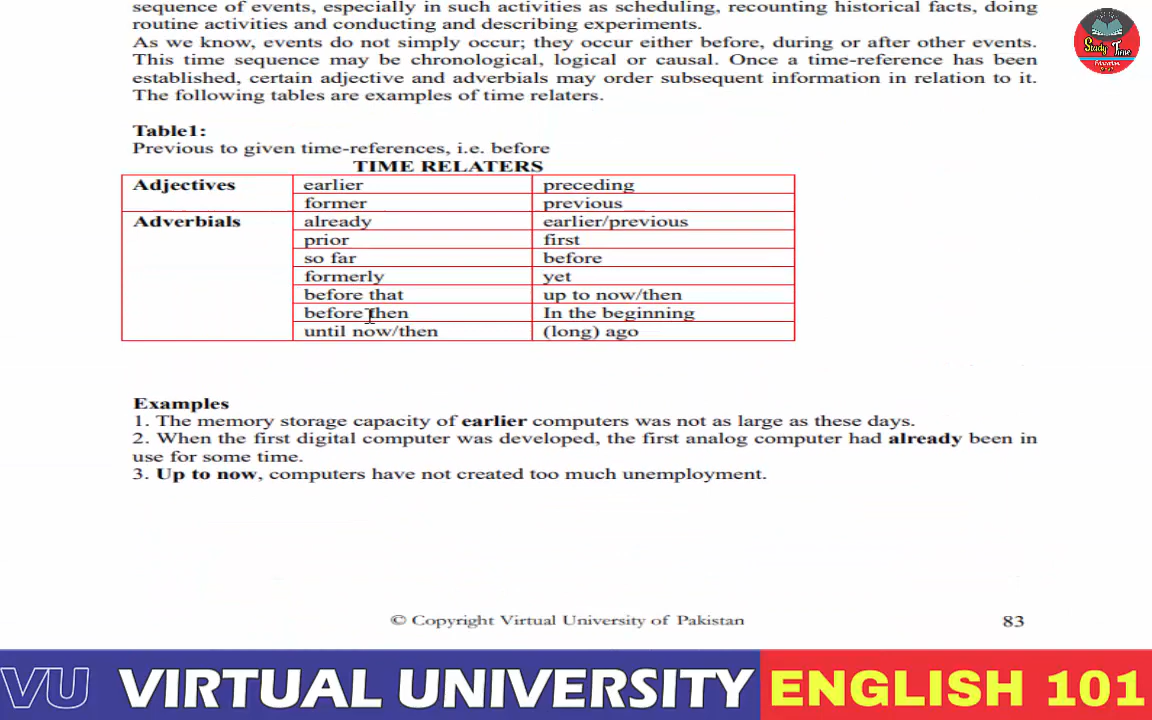 sequence of events, especially in such activities as scheduling, recounting historical facts, doing
routine activities and conducting and describing experiments.
As we know, events do not simply occur; they occur either before, during or after other events.
This time sequence may be chronological, logical or causal. Once a time-reference has been
established, certain adjective and adverbials may order subsequent information in relation to it.
The following tables are examples of time relaters.
Study Time
Education
Table1:
Previous to given time-references, i.e. before
TIME RELATERS
Adjectives earlier preceding
former previous
Adverbials already earlier/previous
prior first
so far before
formerly yet
before that up to now/then
before then In the beginning
until now/then (long) ago
Examples
1. The memory storage capacity of earlier computers was not as large as these days.
2. When the first digital computer was developed, the first analog computer had already been in
use for some time.
3. Up to now, computers have not created too much unemployment.
© Copyright Virtual University of Pakistan 83
VU VIRTUAL UNIVERSITY ENGLISH 101